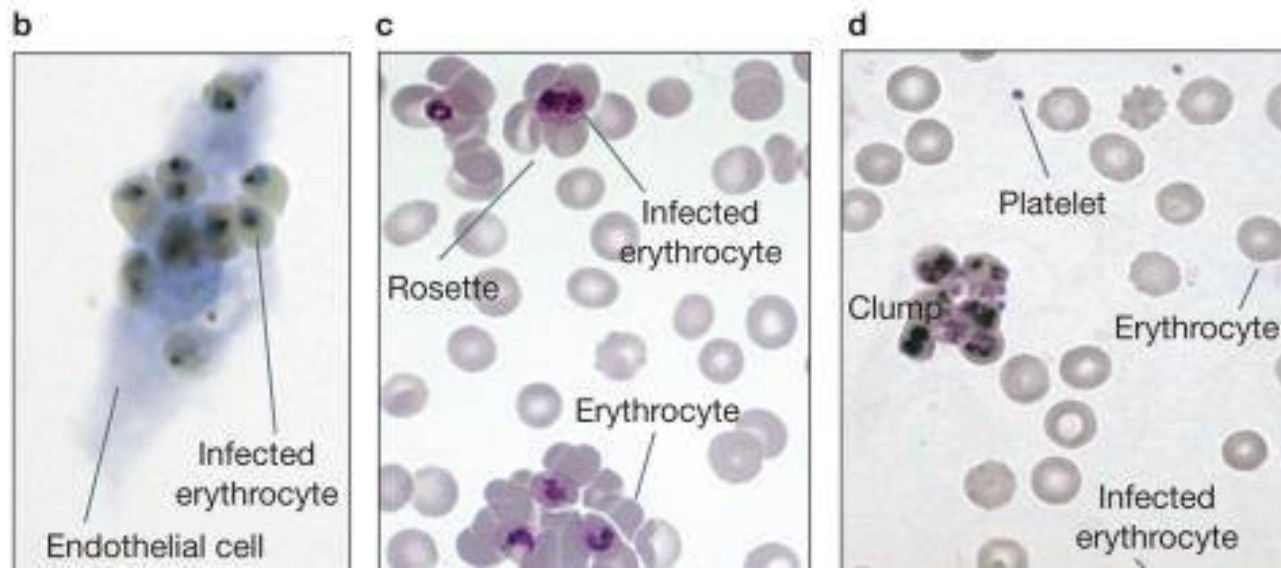 b
Infected
erythrocyte
Endothelial cell
c
Infected
erythrocyte
Rosette
Erythrocyte
d
Platelet
Clump
Erythrocyte
Infected
erythrocyte